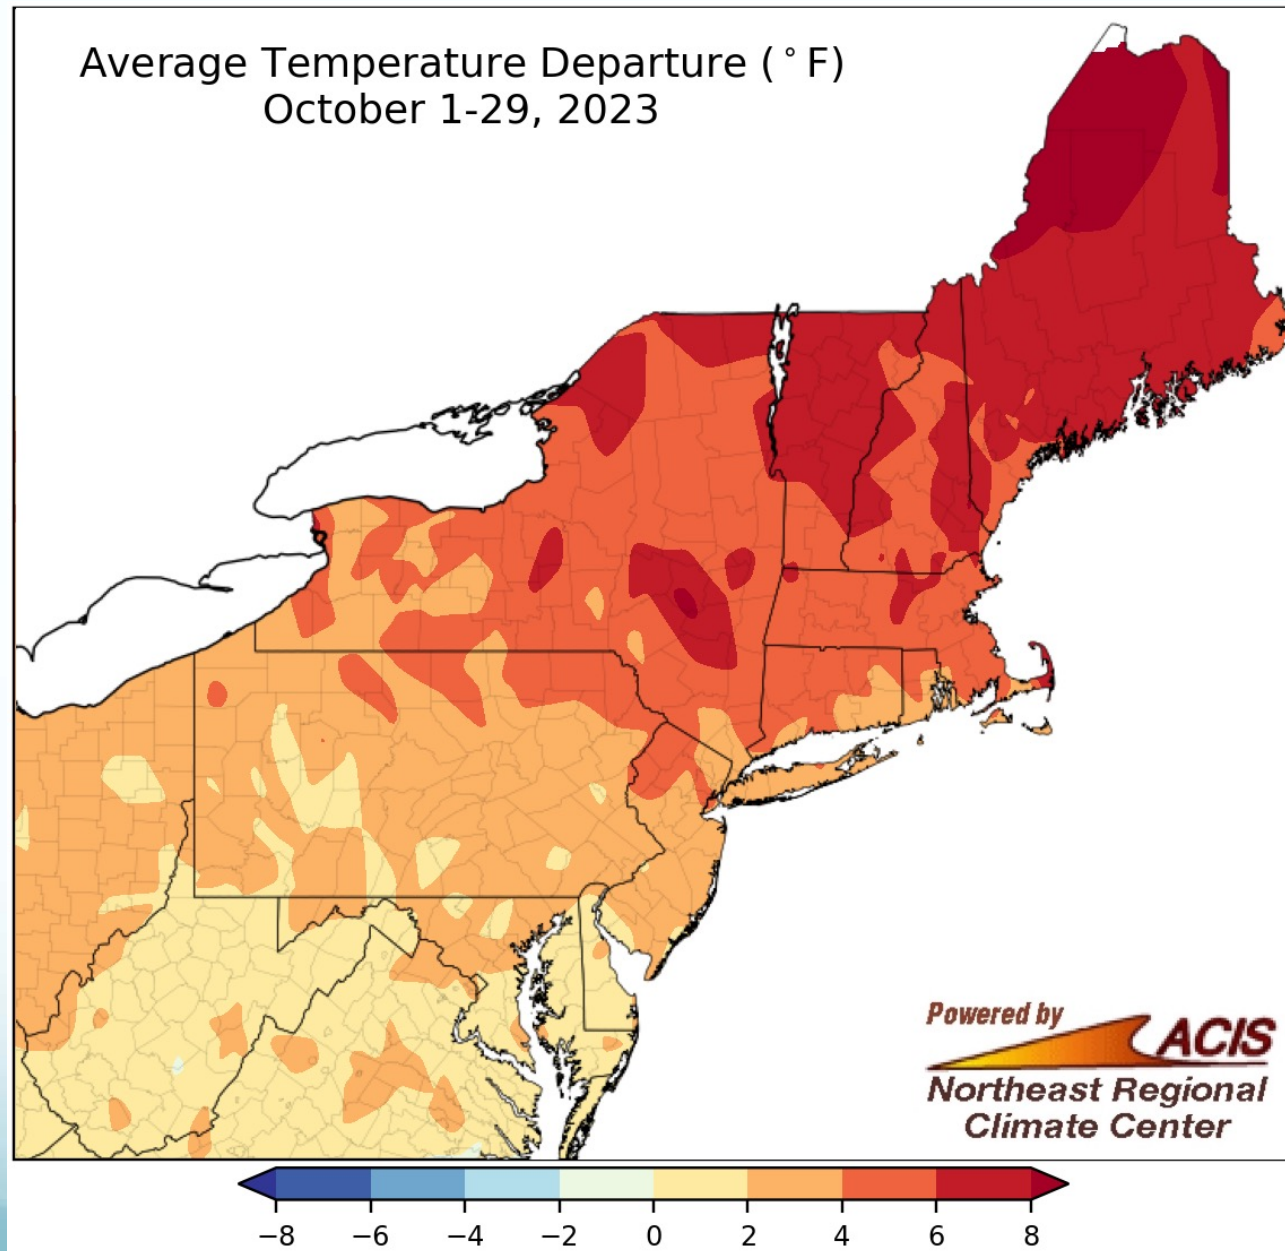 Average Temperature Departure (°F)
October 1-29, 2023
Powered by
ACIS
Northeast Regional
Climate Center
−8 −6 −4 −2 0 2 4 6 8